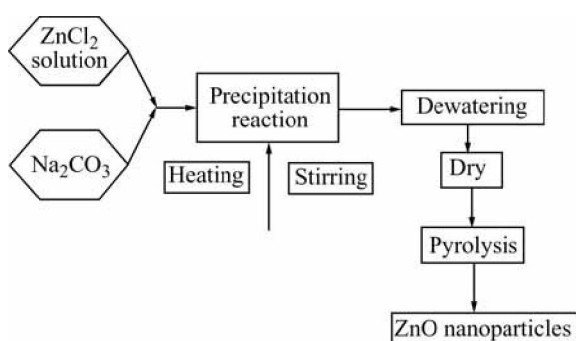 ZnCl₂
solution
Precipitation
reaction
Dewatering
Na₂CO₃
Heating
Stirring
Dry
Pyrolysis
ZnO nanoparticles